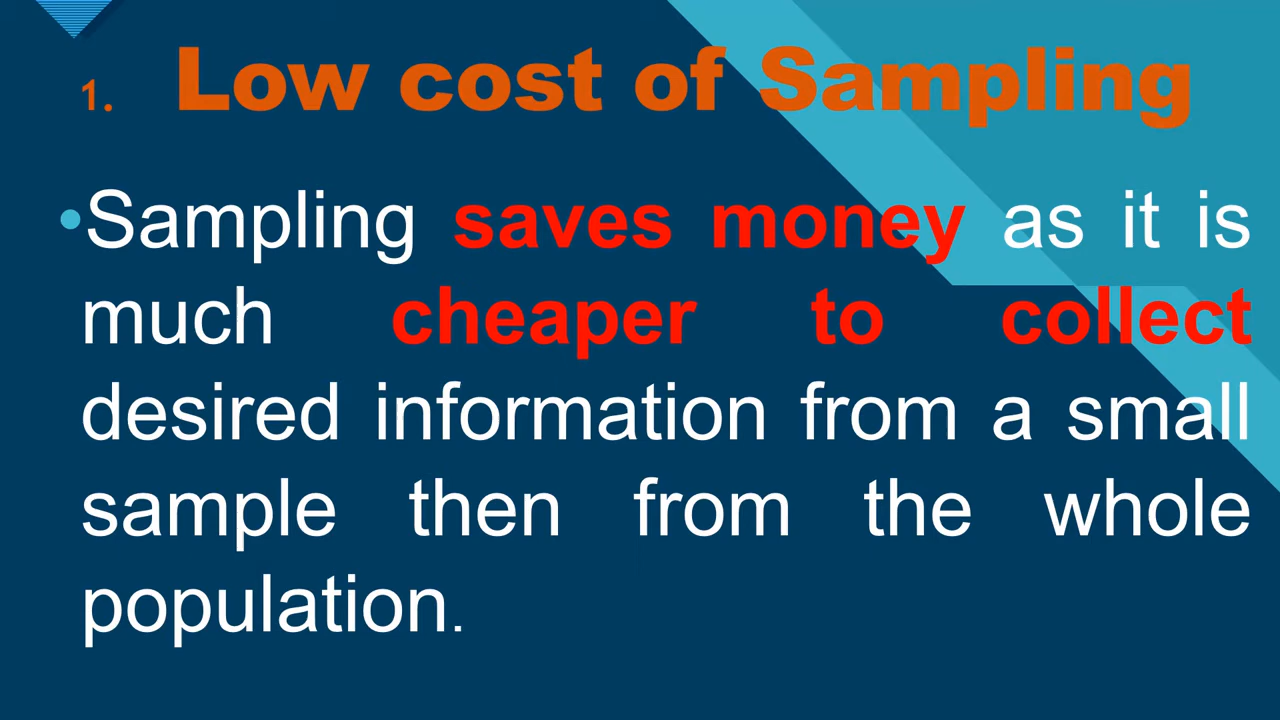 1. Low cost of Sampling
•Sampling saves money as it is
much cheaper to collect
desired information from a small
sample then from the whole
population.